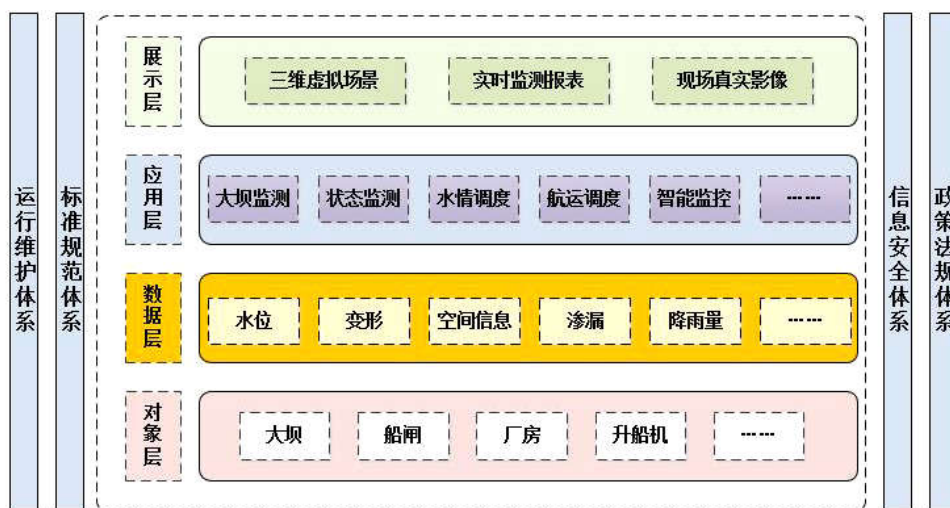 运行维护体系
标准规范体系
展示层
三维虚拟场景
实时监测报表
现场真实影像
应用层
大坝监测
状态监测
水情调度
航运调度
智能监控
……
数据层
水位
变形
空间信息
渗漏
降雨量
……
对象层
大坝
船闸
厂房
升船机
……
信息安全体系
政策法规体系